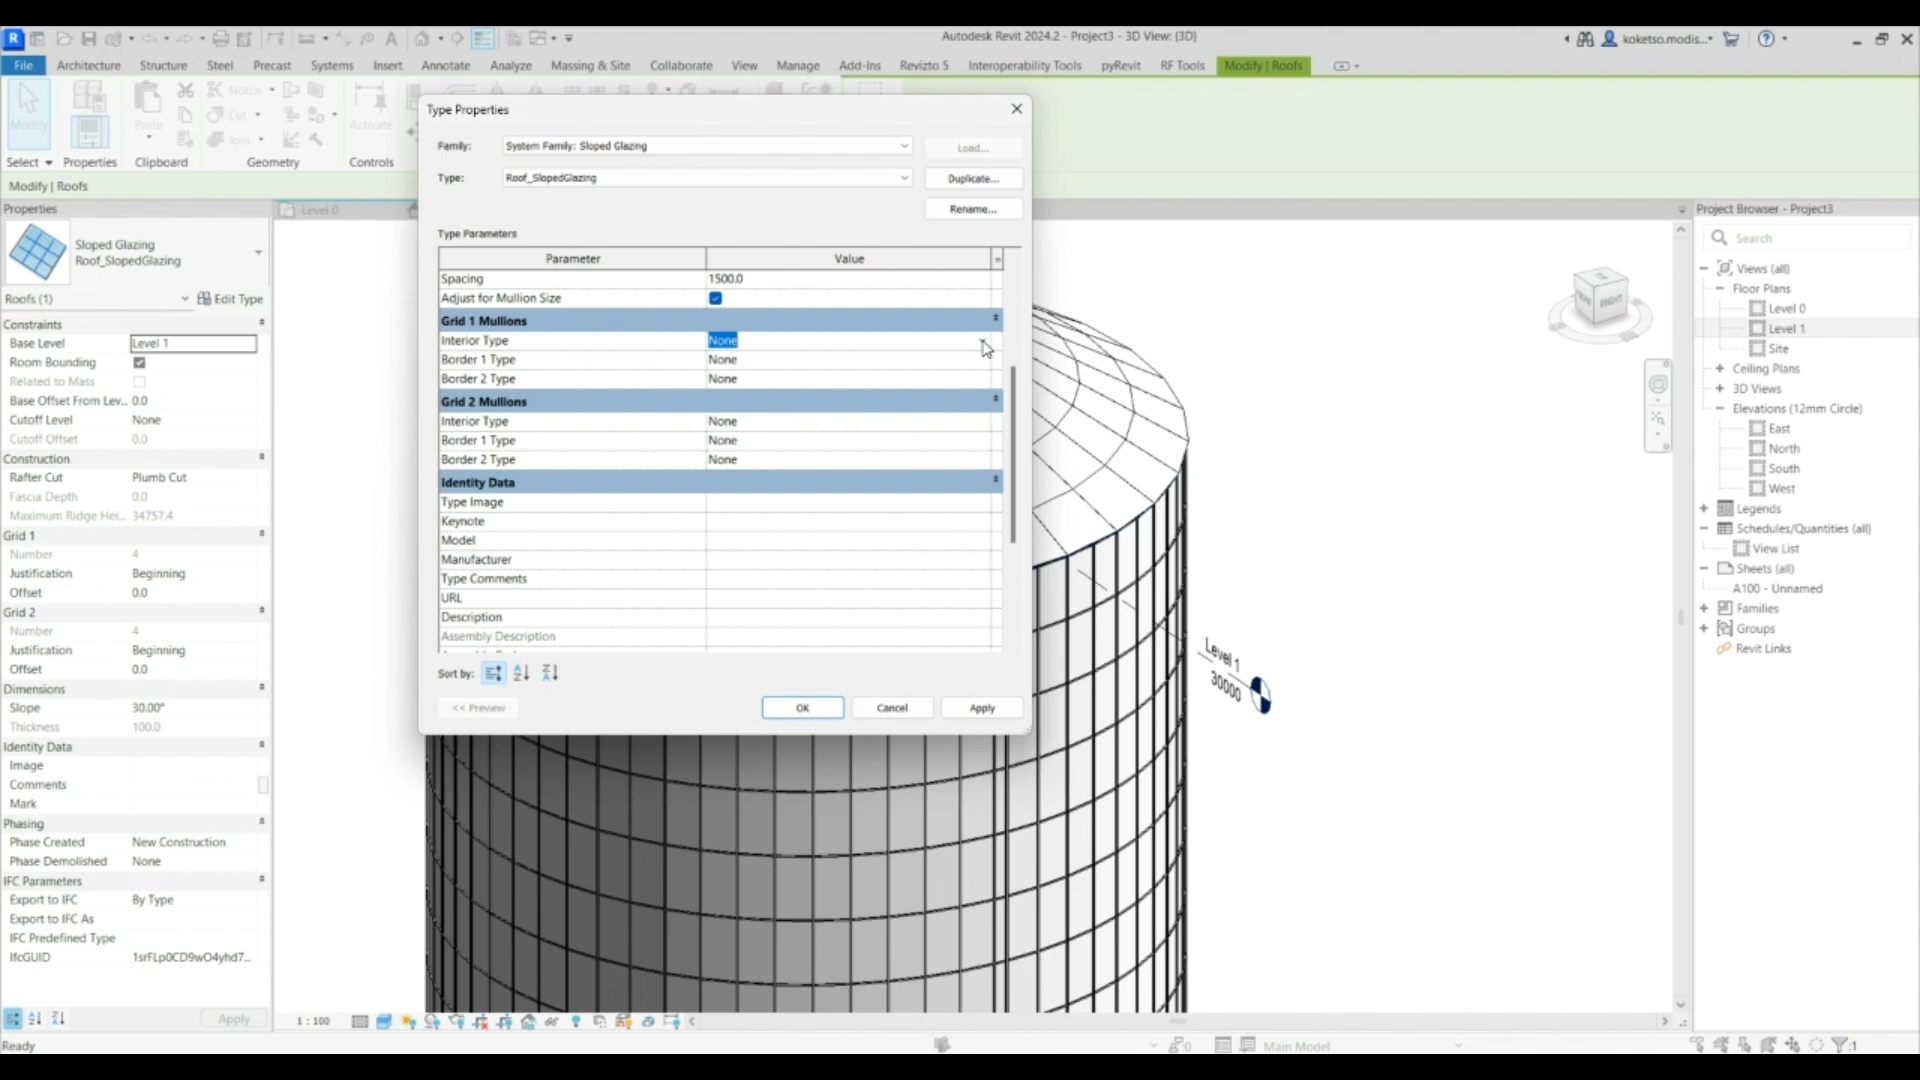 Autodesk Revit 2024.2 - Project3 - 3D View: {3D}
koketso.modis...
File Architecture Structure Steel Precast Systems Insert Annotate Analyze Massing & Site Collaborate View Manage Add-Ins Revizto 5 Interoperability Tools pyRevit RF Tools Modify | Roofs
Modify
Paste
Notch
Cut
Join
Activate
Select Properties Clipboard Geometry Controls
Modify | Roofs
Properties
Sloped Glazing
Roof_SlopedGlazing
Roofs (1) Edit Type
Constraints
Base Level Level 1
Room Bounding
Related to Mass
Base Offset From Lev... 0.0
Cutoff Level None
Cutoff Offset 0.0
Construction
Rafter Cut Plumb Cut
Fascia Depth 0.0
Maximum Ridge Hei... 34757.4
Grid 1
Number 4
Justification Beginning
Offset 0.0
Grid 2
Number 4
Justification Beginning
Offset 0.0
Dimensions
Slope 30.00°
Thickness 100.0
Identity Data
Image
Comments
Mark
Phasing
Phase Created New Construction
Phase Demolished None
IFC Parameters
Export to IFC By Type
Export to IFC As
IFC Predefined Type
IfcGUID 1srFLp0CD9wO4yhd7...
Apply
Ready
Level 0
Type Properties
Family: System Family: Sloped Glazing Load...
Type: Roof_SlopedGlazing Duplicate...
Rename...
Type Parameters
Parameter Value =
Spacing 1500.0
Adjust for Mullion Size
Grid 1 Mullions
Interior Type None
Border 1 Type None
Border 2 Type None
Grid 2 Mullions
Interior Type None
Border 1 Type None
Border 2 Type None
Identity Data
Type Image
Keynote
Model
Manufacturer
Type Comments
URL
Description
Assembly Description
Sort by:
<< Preview OK Cancel Apply
RIGHT
Level 1
30000
1 : 100
:0
Main Model
:1
Project Browser - Project3
Search
Views (all)
Floor Plans
Level 0
Level 1
Site
Ceiling Plans
3D Views
Elevations (12mm Circle)
East
North
South
West
Legends
Schedules/Quantities (all)
View List
Sheets (all)
A100 - Unnamed
Families
Groups
Revit Links